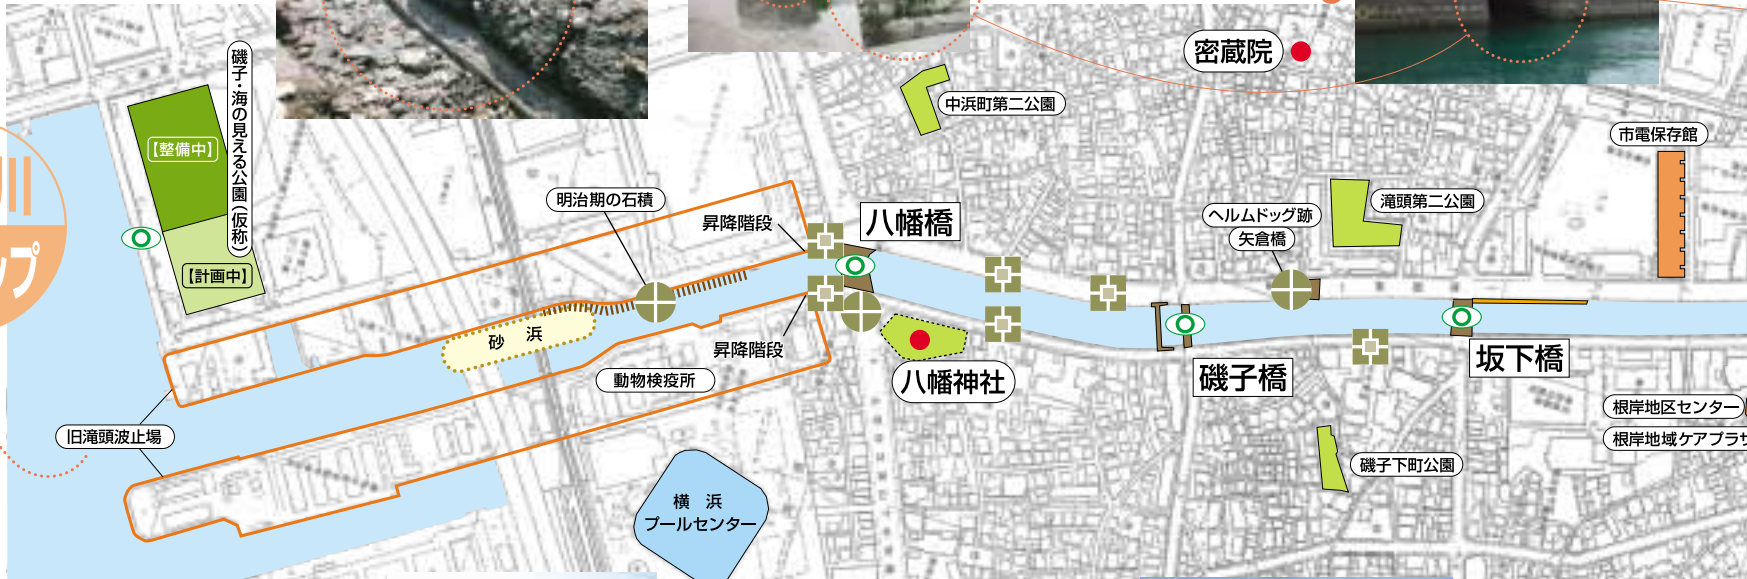 磯子・海の見える公園(仮称)
【整備中】
【計画中】
川
ップ
明治期の石積
昇降階段
八幡橋
中浜町第二公園
密蔵院
市電保存館
滝頭第二公園
ヘルムドッグ跡
矢倉橋
砂 浜
昇降階段
動物検疫所
八幡神社
磯子橋
坂下橋
旧滝頭波止場
横 浜
プールセンター
磯子下町公園
根岸地区センター
根岸地域ケアプラザ